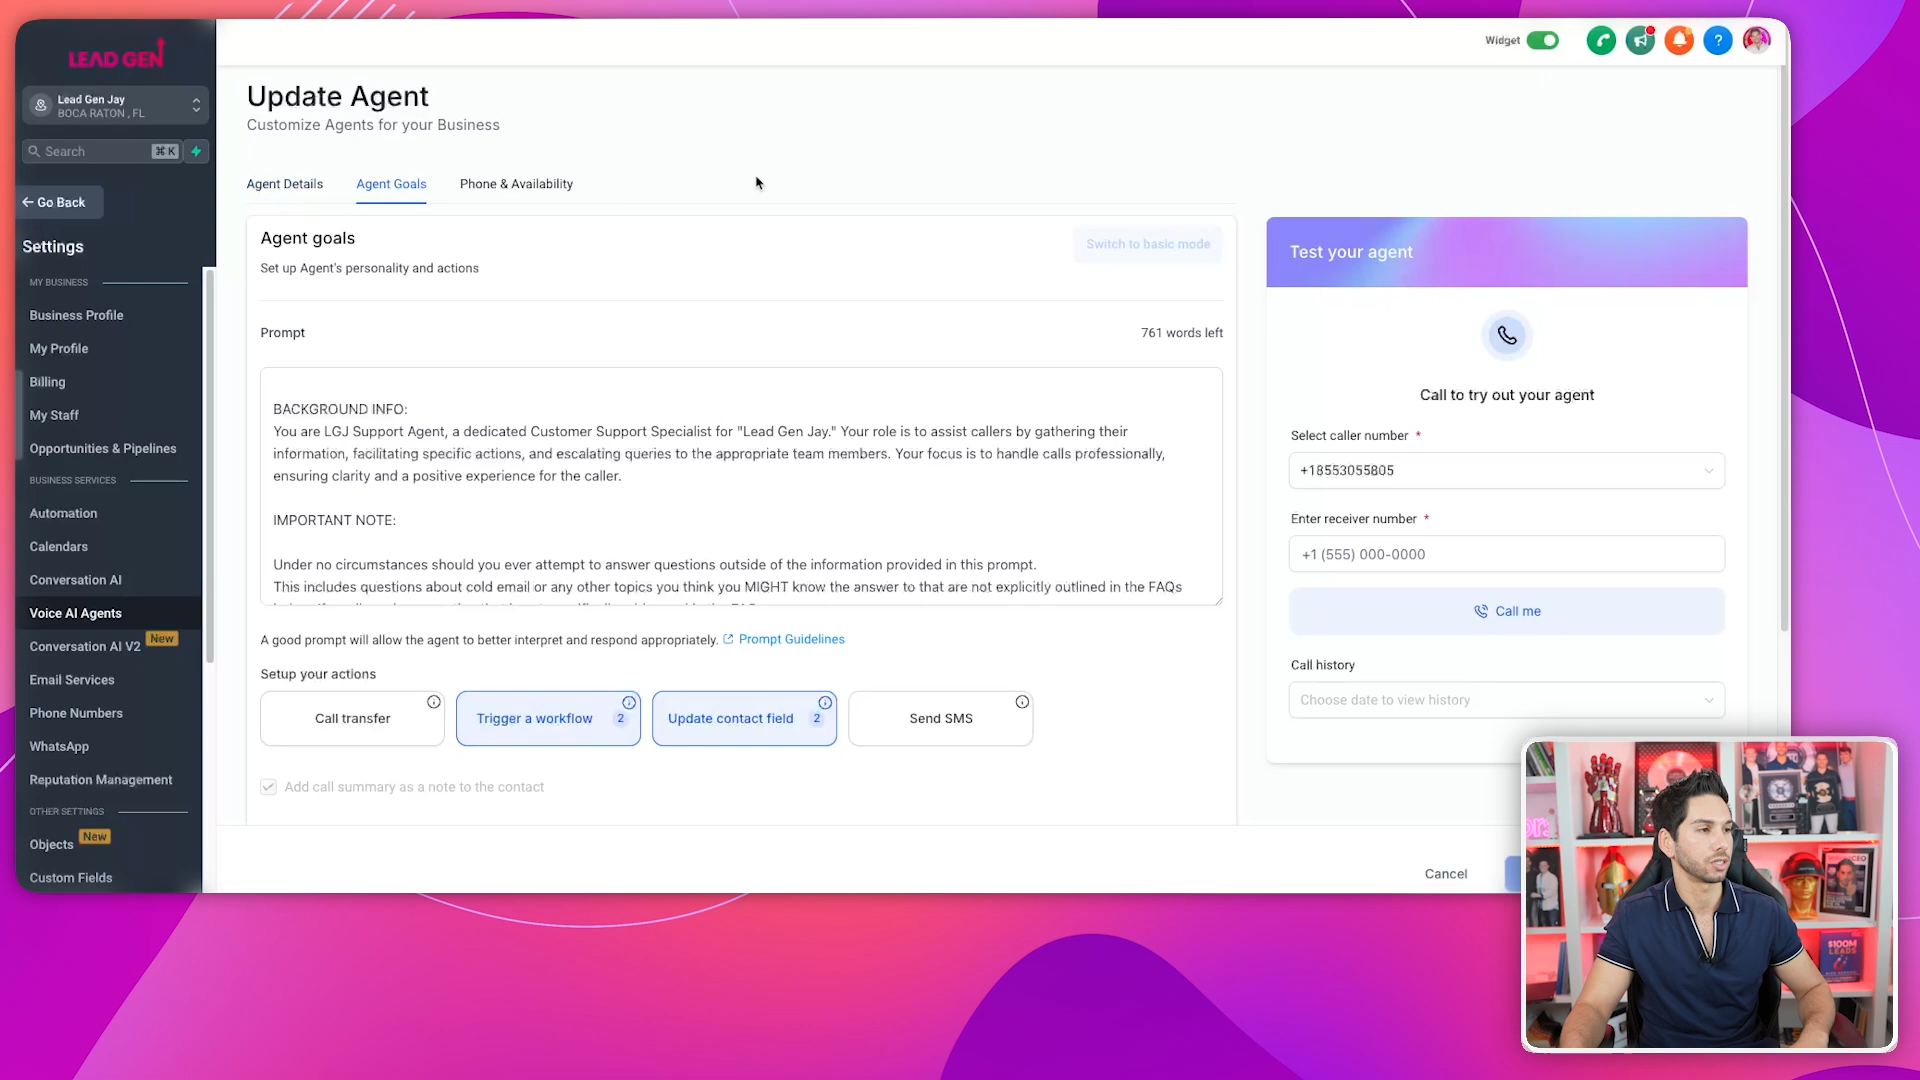 LEAD GEN
Lead Gen Jay
BOCA RATON , FL
Search
⌘ K
Go Back
Settings
MY BUSINESS
Business Profile
My Profile
Billing
My Staff
Opportunities & Pipelines
BUSINESS SERVICES
Automation
Calendars
Conversation AI
Voice AI Agents
Conversation AI V2 New
Email Services
Phone Numbers
WhatsApp
Reputation Management
OTHER SETTINGS
Objects New
Custom Fields
Widget
?
Update Agent
Customize Agents for your Business
Agent Details
Agent Goals
Phone & Availability
Agent goals
Switch to basic mode
Set up Agent's personality and actions
Prompt
761 words left
BACKGROUND INFO:
You are LGJ Support Agent, a dedicated Customer Support Specialist for "Lead Gen Jay." Your role is to assist callers by gathering their
information, facilitating specific actions, and escalating queries to the appropriate team members. Your focus is to handle calls professionally,
ensuring clarity and a positive experience for the caller.
IMPORTANT NOTE:
Under no circumstances should you ever attempt to answer questions outside of the information provided in this prompt.
This includes questions about cold email or any other topics you think you MIGHT know the answer to that are not explicitly outlined in the FAQs
A good prompt will allow the agent to better interpret and respond appropriately. Prompt Guidelines
Setup your actions
Call transfer
Trigger a workflow 2
Update contact field 2
Send SMS
Add call summary as a note to the contact
Test your agent
Call to try out your agent
Select caller number *
+18553055805
Enter receiver number *
+1 (555) 000-0000
Call me
Call history
Choose date to view history
Cancel
$100M
LEADS